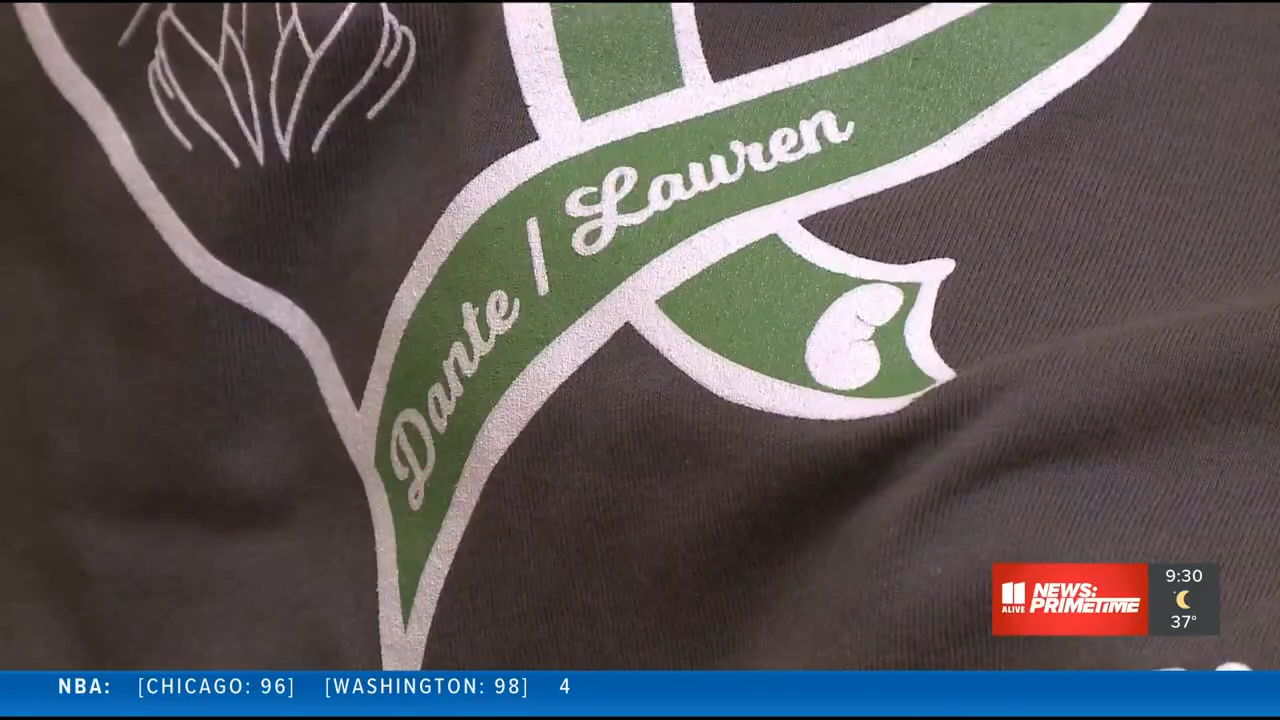 Dante | Lauren
9:30
11 ALIVE NEWS: PRIMETIME
37°
NBA: [CHICAGO: 96] [WASHINGTON: 98] 4